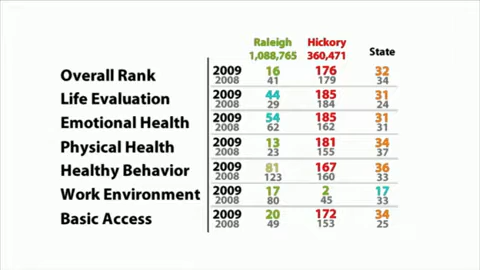 Raleigh Hickory State
1,088,765 360,471
Overall Rank 2009 16 176 32
2008 41 179 34
Life Evaluation 2009 44 185 31
2008 29 184 24
Emotional Health 2009 54 185 31
2008 62 162 31
Physical Health 2009 13 181 34
2008 23 155 37
Healthy Behavior 2009 81 167 36
2008 123 160 33
Work Environment 2009 17 2 17
2008 80 45 33
Basic Access 2009 20 172 34
2008 49 153 25